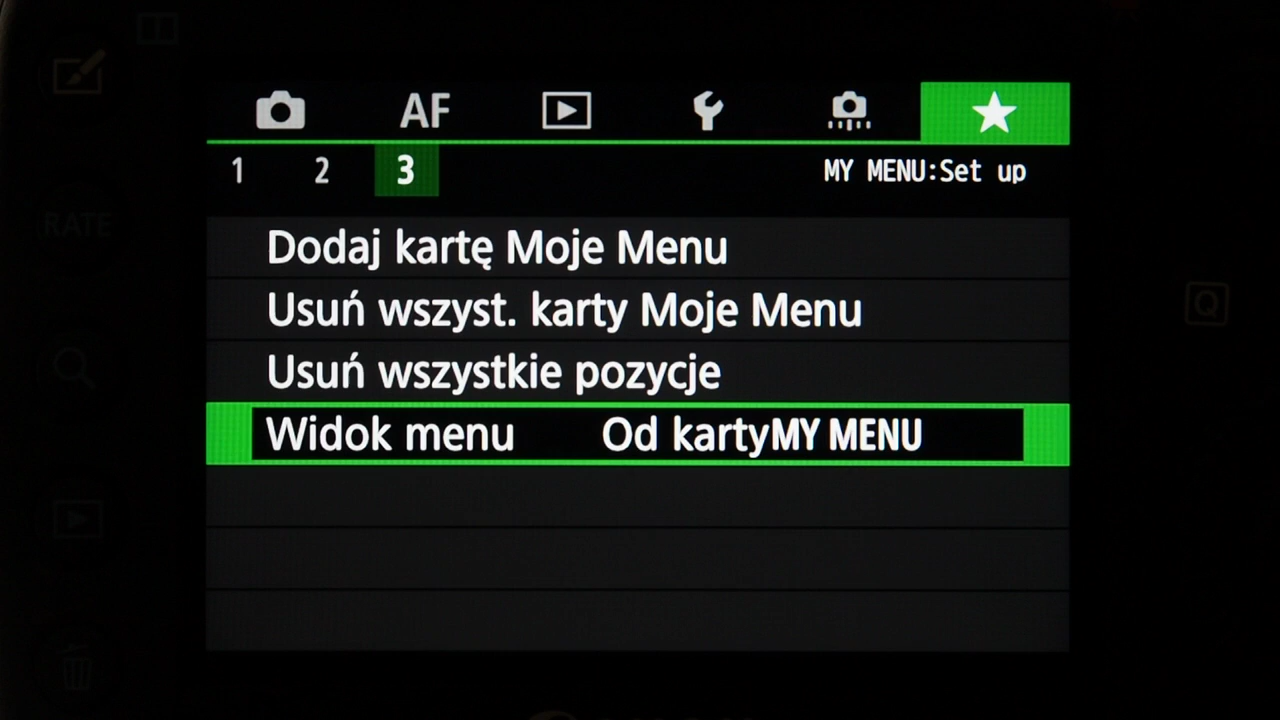 AF
1 2 3 MY MENU:Set up
RATE
Dodaj kartę Moje Menu
Usuń wszyst. karty Moje Menu
Q
Usuń wszystkie pozycje
Widok menu Od kartyMY MENU